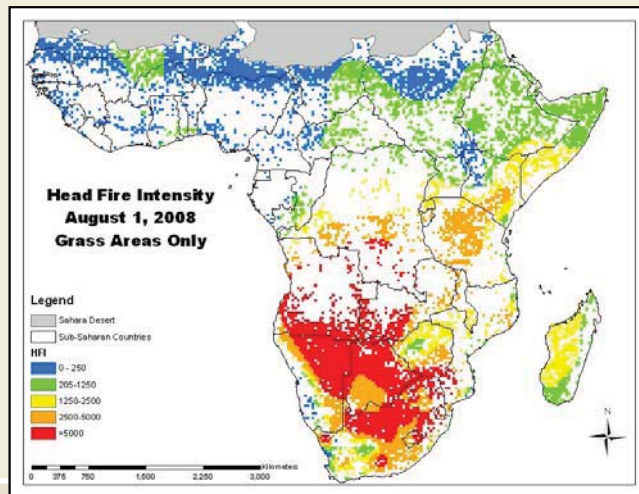 Head Fire Intensity
August 1, 2008
Grass Areas Only
Legend
Sahara Desert
Sub-Saharan Countries
HFI
0 - 250
205-1250
1250-2500
2500-5000
>5000
N
Kilometers
0 375 750 1,500 2,250 3,000